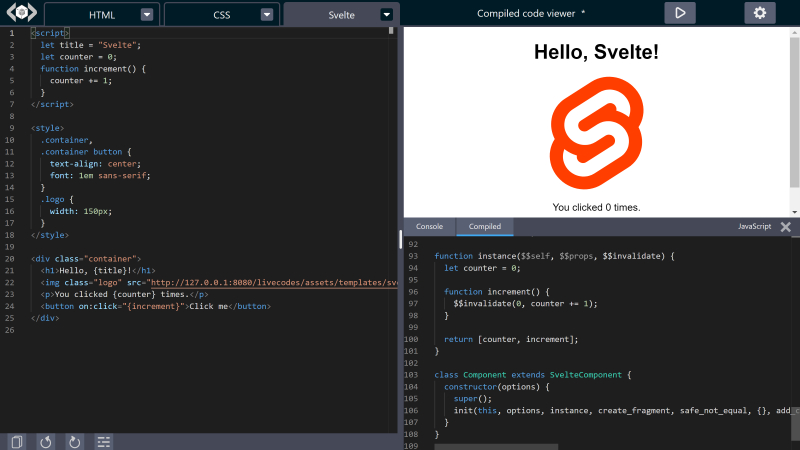 HTML
CSS
Svelte
Compiled code viewer *
1 <script>
2 let title = "Svelte";
3 let counter = 0;
4 function increment() {
5 counter += 1;
6 }
7 </script>
8
9 <style>
10 .container,
11 .container button {
12 text-align: center;
13 font: 1em sans-serif;
14 }
15 .logo {
16 width: 150px;
17 }
18 </style>
19
20 <div class="container">
21 <h1>Hello, {title}!</h1>
22 <img class="logo" src="http://127.0.0.1:8080/livecodes/assets/templates/sv
23 <p>You clicked {counter} times.</p>
24 <button on:click="{increment}">Click me</button>
25 </div>
26
Hello, Svelte!
You clicked 0 times.
Console
Compiled
JavaScript
92
93 function instance($$self, $$props, $$invalidate) {
94 let counter = 0;
95
96 function increment() {
97 $$invalidate(0, counter += 1);
98 }
99
100 return [counter, increment];
101 }
102
103 class Component extends SvelteComponent {
104 constructor(options) {
105 super();
106 init(this, options, instance, create_fragment, safe_not_equal, {}, add_c
107 }
108 }
109